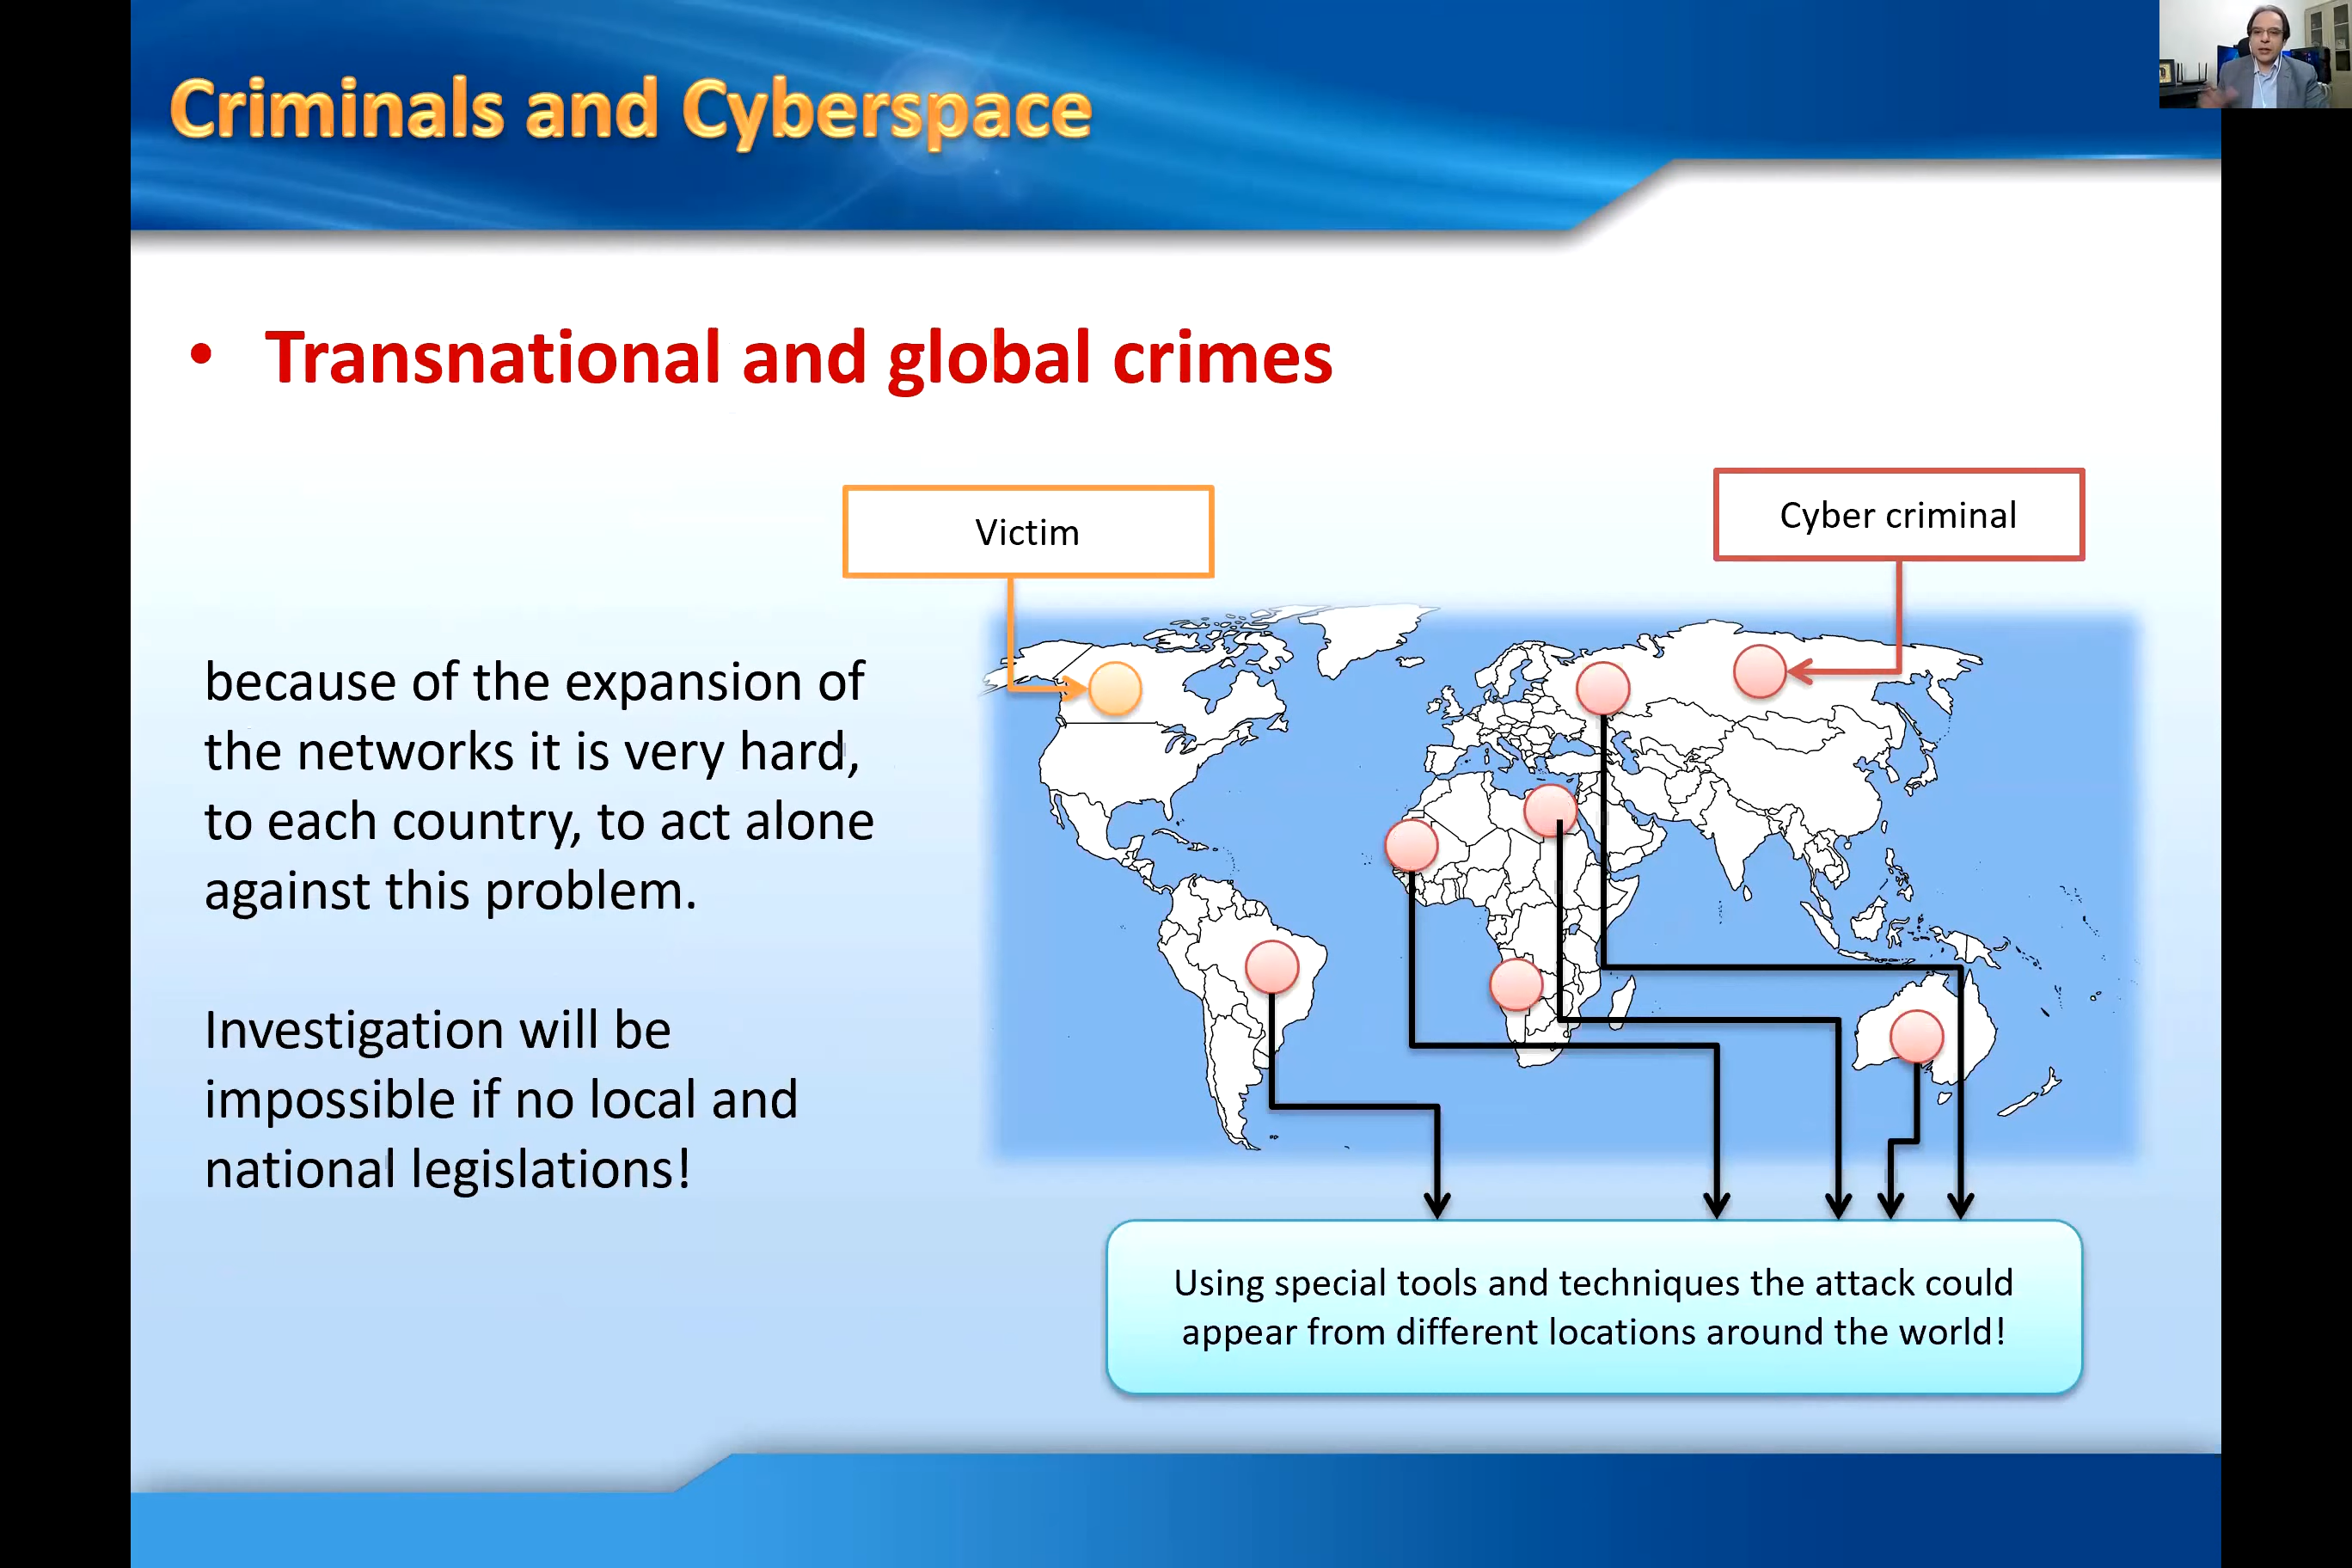 Criminals and Cyberspace
• Transnational and global crimes
Victim
Cyber criminal
because of the expansion of
the networks it is very hard,
to each country, to act alone
against this problem.
Investigation will be
impossible if no local and
national legislations!
Using special tools and techniques the attack could
appear from different locations around the world!